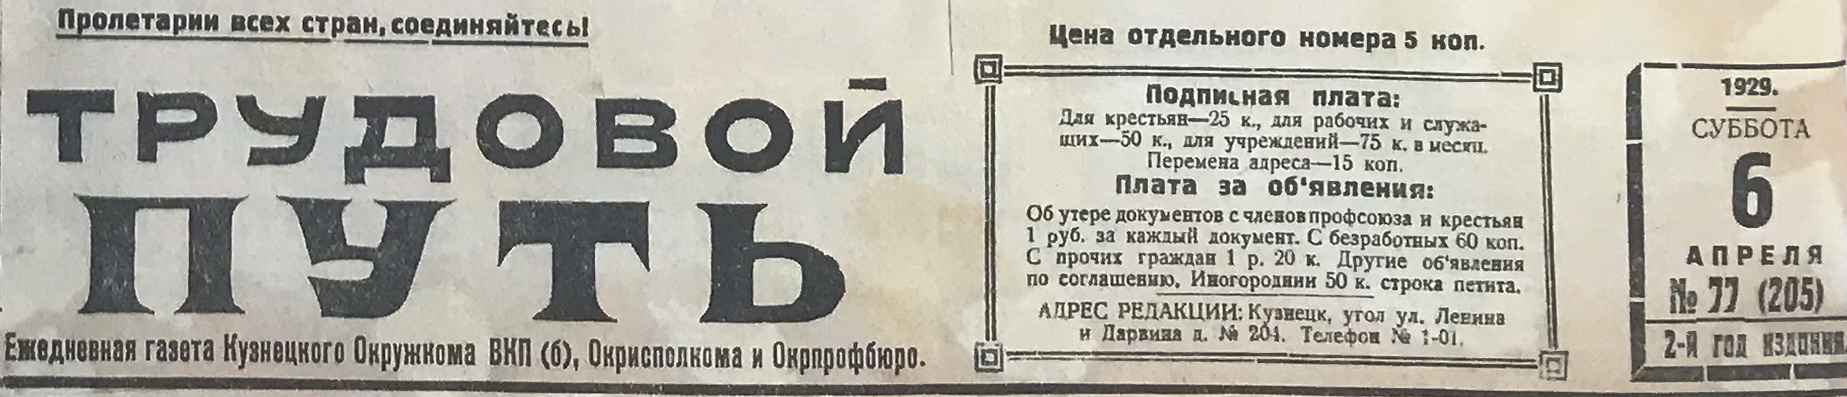 Пролетарии всех стран, соединяйтесь!
ТРУДОВОЙ
ПУТЬ
Ежедневная газета Кузнецкого Окружкома ВКП (б), Окрисполкома и Окрпрофбюро.
Цена отдельного номера 5 коп.
Подписная плата:
Для крестьян—25 к., для рабочих и служа-
щих—50 к., для учреждений—75 к. в месяц.
Перемена адреса—15 коп.
Плата за об'явления:
Об утере документов с членов профсоюза и крестьян
1 руб. за каждый документ. С безработных 60 коп.
С прочих граждан 1 р. 20 к. Другие об'явления
по соглашению. Иногороднии 50 к. строка петита.
АДРЕС РЕДАКЦИИ: Кузнецк, угол ул. Ленина
и Дарвина д. № 204. Телефон № 1-01.
1929.
СУББОТА
6
АПРЕЛЯ
№ 77 (205)
2-й год издания.